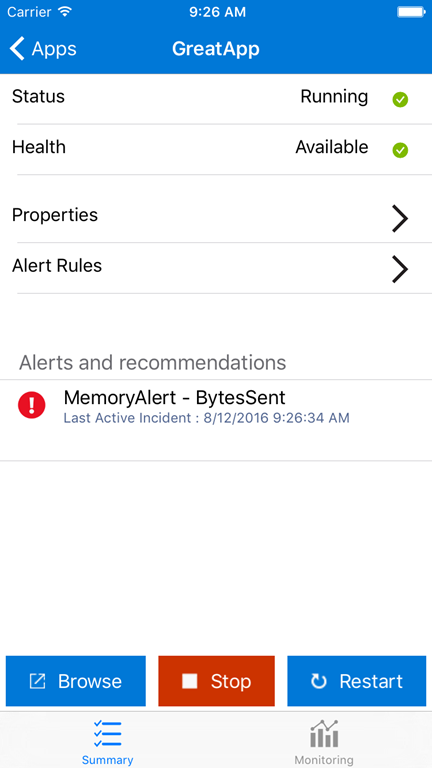 Carrier 9:26 AM
Apps GreatApp
Status Running
Health Available
Properties
Alert Rules
Alerts and recommendations
MemoryAlert - BytesSent
Last Active Incident : 8/12/2016 9:26:34 AM
Browse Stop Restart
Summary Monitoring